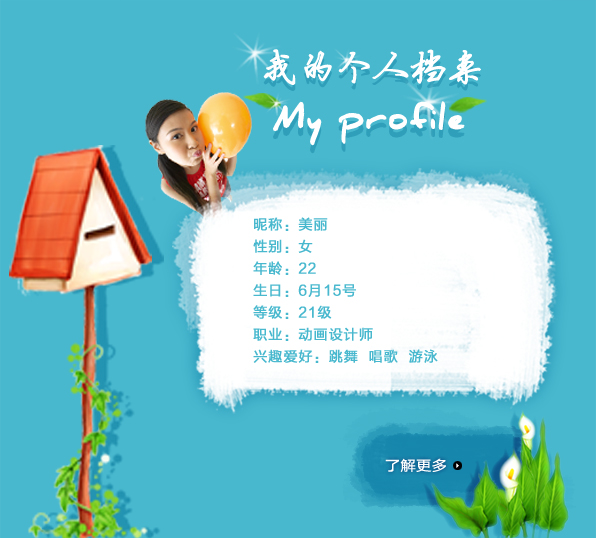 我的个人档案
My profile
昵称：美丽
性别：女
年龄：22
生日：6月15号
等级：21级
职业：动画设计师
兴趣爱好：跳舞 唱歌 游泳
了解更多